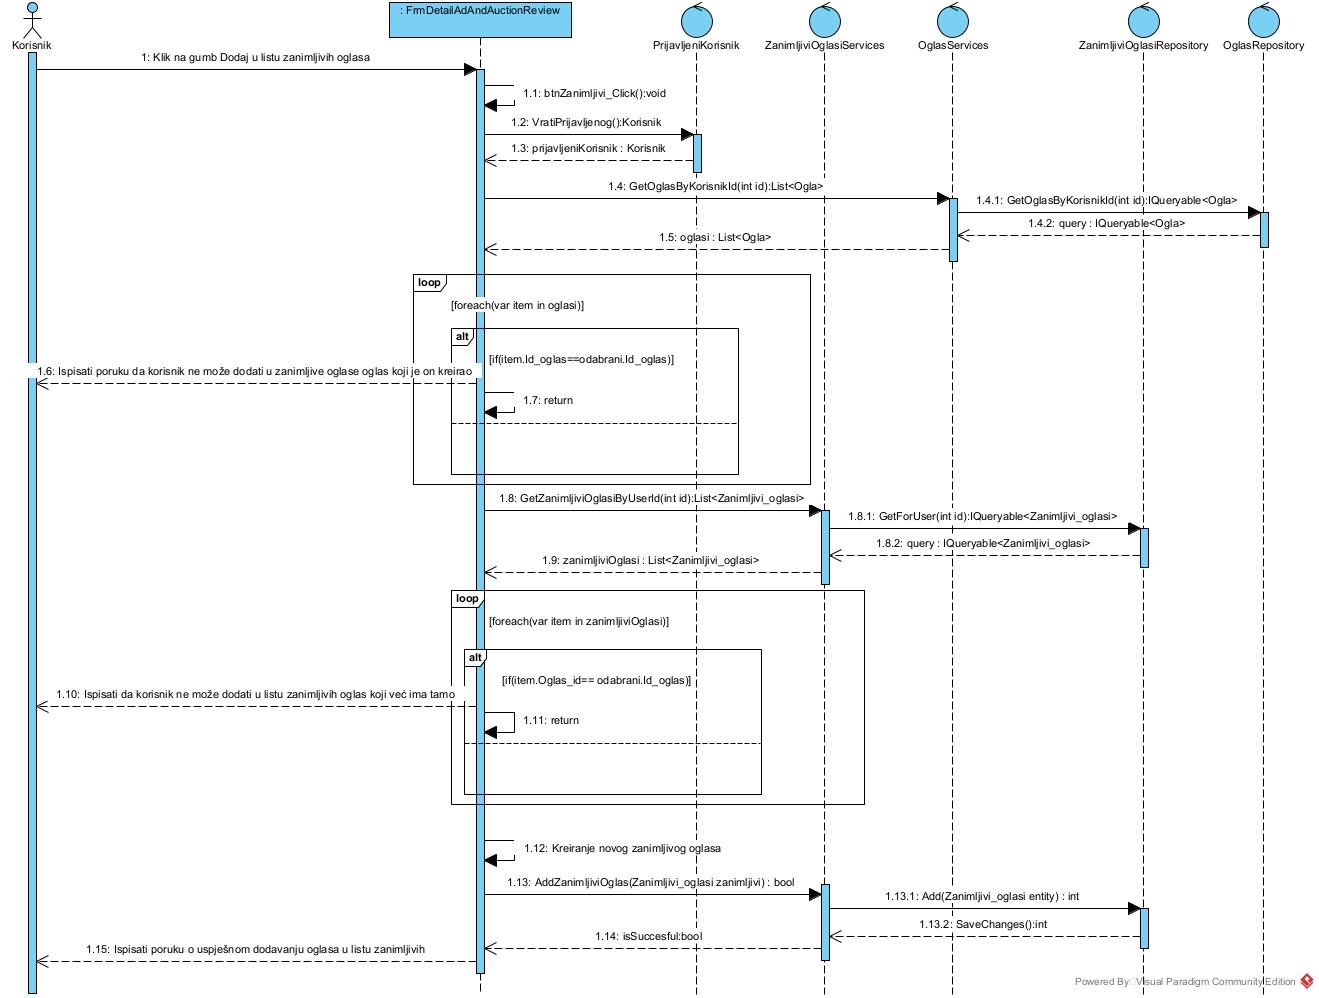 : FrmDetailAdAndAuctionReview
Korisnik
PrijavljeniKorisnik
ZanimljiviOglasiServices
OglasServices
ZanimljiviOglasiRepository
OglasRepository
1: Klik na gumb Dodaj u listu zanimljivih oglasa
1.1: btnZanimljivi_Click():void
1.2: VratiPrijavljenog():Korisnik
1.3: prijavljeniKorisnik : Korisnik
1.4: GetOglasByKorisnikId(int id):List<Ogla>
1.4.1: GetOglasByKorisnikId(int id):IQueryable<Ogla>
1.4.2: query : IQueryable<Ogla>
1.5: oglasi : List<Ogla>
loop
[foreach(var item in oglasi)]
alt
[if(item.Id_oglas==odabrani.Id_oglas)]
1.6: Ispisati poruku da korisnik ne može dodati u zanimljive oglase oglas koji je on kreirao
1.7: return
1.8: GetZanimljiviOglasiByUserId(int id):List<Zanimljivi_oglasi>
1.8.1: GetForUser(int id):IQueryable<Zanimljivi_oglasi>
1.8.2: query : IQueryable<Zanimljivi_oglasi>
1.9: zanimljiviOglasi : List<Zanimljivi_oglasi>
loop
[foreach(var item in zanimljiviOglasi)]
alt
[if(item.Oglas_id== odabrani.Id_oglas)]
1.10: Ispisati da korisnik ne može dodati u listu zanimljivih oglas koji već ima tamo
1.11: return
1.12: Kreiranje novog zanimljivog oglasa
1.13: AddZanimljiviOglas(Zanimljivi_oglasi zanimljivi) : bool
1.13.1: Add(Zanimljivi_oglasi entity) : int
1.13.2: SaveChanges():int
1.14: isSuccesful:bool
1.15: Ispisati poruku o uspješnom dodavanju oglasa u listu zanimljivih
Powered By Visual Paradigm Community Edition